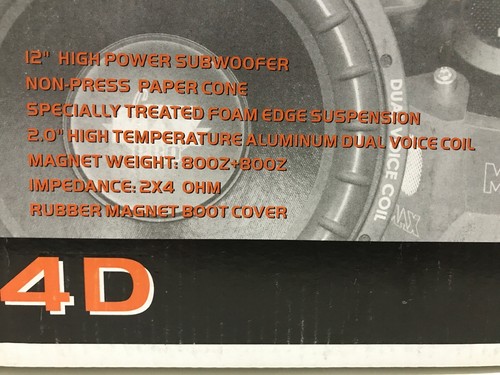 12" HIGH POWER SUBWOOFER
NON-PRESS PAPER CONE
SPECIALLY TREATED FOAM EDGE SUSPENSION
2.0" HIGH TEMPERATURE ALUMINUM DUAL VOICE COIL
MAGNET WEIGHT: 80OZ+80OZ
IMPEDANCE: 2X4 OHM
RUBBER MAGNET BOOT COVER
DUAL VOICE COIL
4D